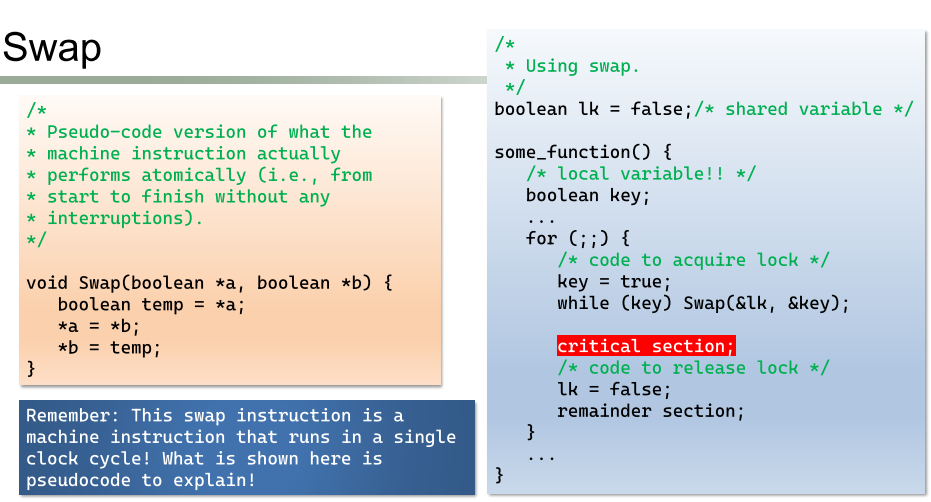 Swap
/*
* Pseudo-code version of what the
* machine instruction actually
* performs atomically (i.e., from
* start to finish without any
* interruptions).
*/
void Swap(boolean *a, boolean *b) {
   boolean temp = *a;
   *a = *b;
   *b = temp;
}
Remember: This swap instruction is a
machine instruction that runs in a single
clock cycle! What is shown here is
pseudocode to explain!
/*
 * Using swap.
 */
boolean lk = false;/* shared variable */
some_function() {
   /* local variable!! */
   boolean key;
   ...
   for (;;) {
      /* code to acquire lock */
      key = true;
      while (key) Swap(&lk, &key);
      critical section;
      /* code to release lock */
      lk = false;
      remainder section;
   }
   ...
}